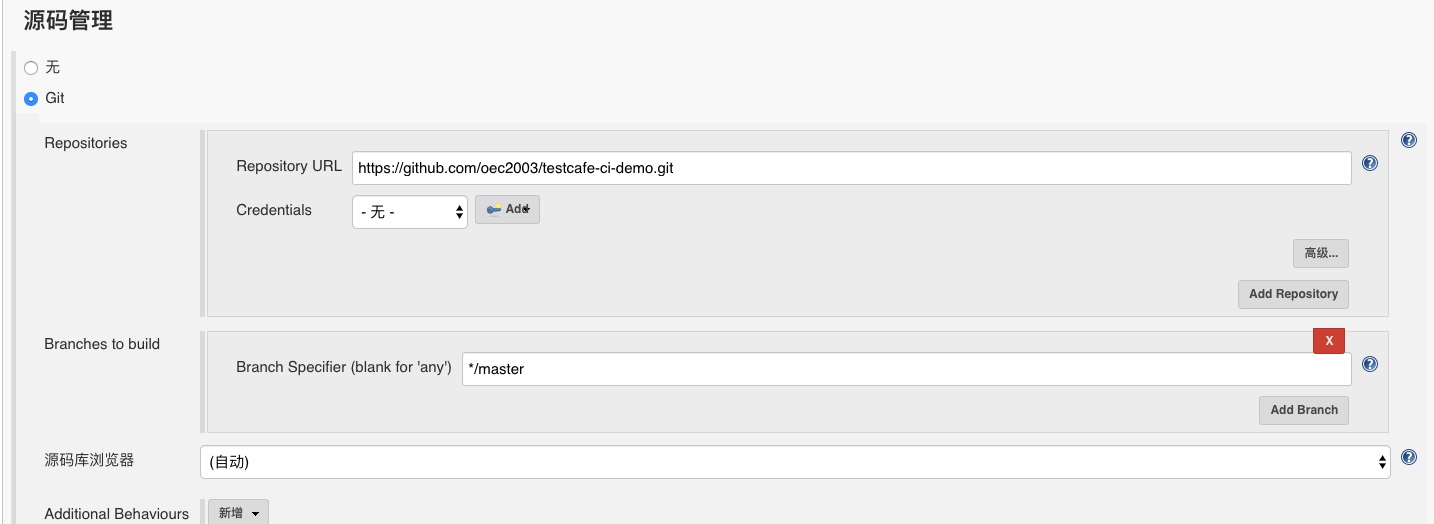 源码管理
无
Git
Repositories
Repository URL https://github.com/oec2003/testcafe-ci-demo.git
Credentials - 无 - Add
高级...
Add Repository
Branches to build
X
Branch Specifier (blank for 'any') */master
Add Branch
源码库浏览器 (自动)
Additional Behaviours 新增